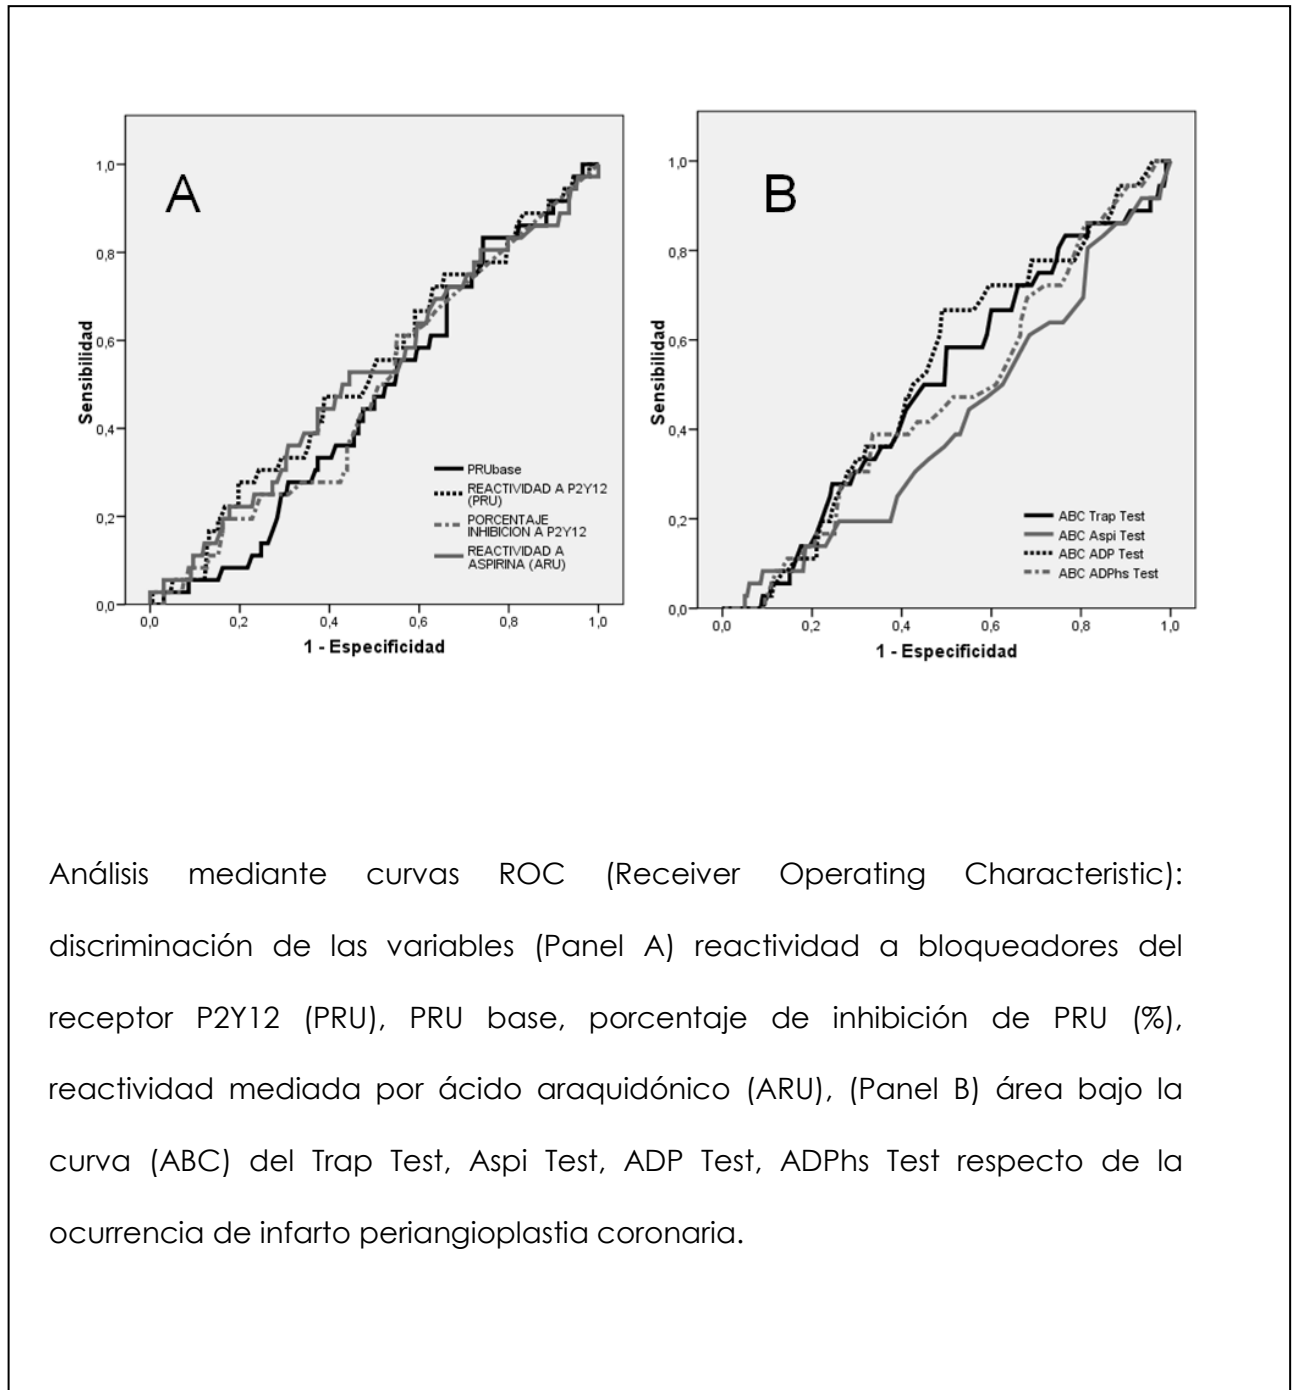 A
1,0
0,8
0,6
0,4
0,2
0,0
Sensibilidad
PRUbase
REACTIVIDAD A P2Y12
(PRU)
PORCENTAJE
INHIBICION A P2Y12
REACTIVIDAD A
ASPIRINA (ARU)
0,0 0,2 0,4 0,6 0,8 1,0
1 - Especificidad
B
1,0
0,8
0,6
0,4
0,2
0,0
Sensibilidad
ABC Trap Test
ABC Aspi Test
ABC ADP Test
ABC ADPhs Test
0,0 0,2 0,4 0,6 0,8 1,0
1 - Especificidad
Análisis mediante curvas ROC (Receiver Operating Characteristic):
discriminación de las variables (Panel A) reactividad a bloqueadores del
receptor P2Y12 (PRU), PRU base, porcentaje de inhibición de PRU (%),
reactividad mediada por ácido araquidónico (ARU), (Panel B) área bajo la
curva (ABC) del Trap Test, Aspi Test, ADP Test, ADPhs Test respecto de la
ocurrencia de infarto periangioplastia coronaria.